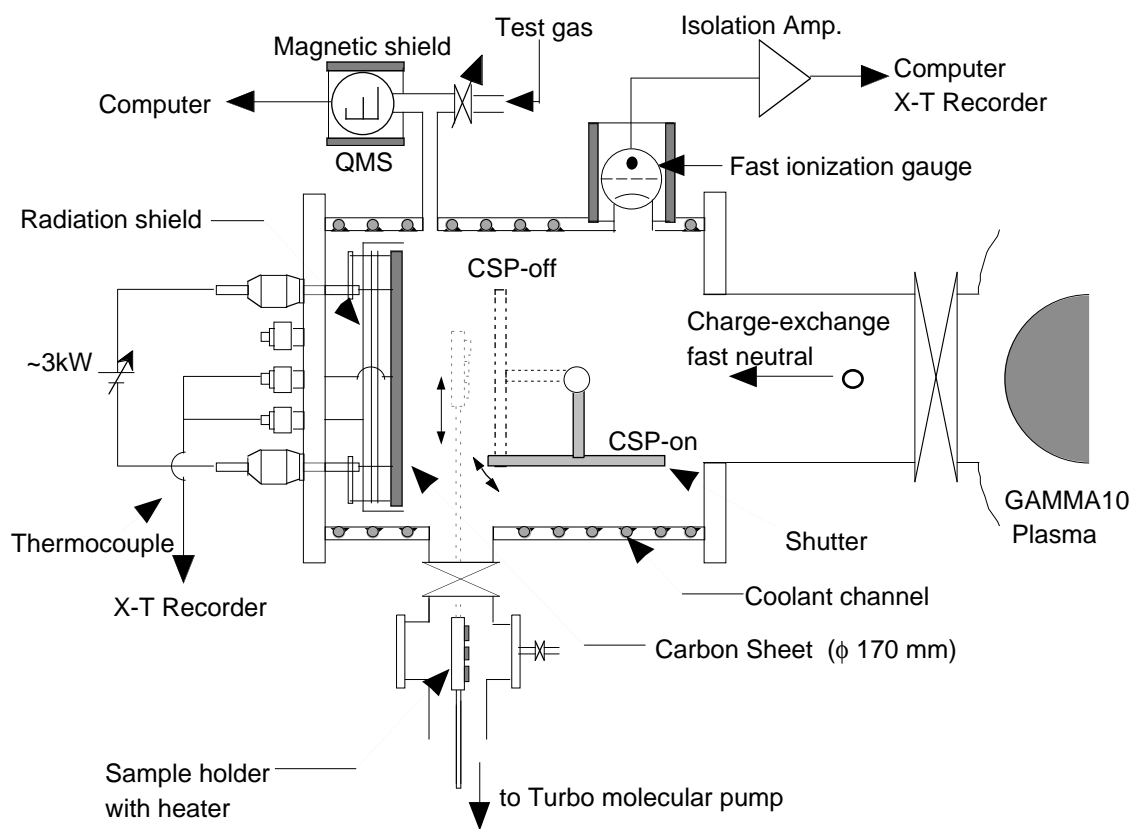 Test gas
Isolation Amp.
Magnetic shield
Computer
Computer
X-T Recorder
QMS
Fast ionization gauge
Radiation shield
CSP-off
Charge-exchange
fast neutral
~3kW
CSP-on
GAMMA10
Plasma
Thermocouple
Shutter
X-T Recorder
Coolant channel
Carbon Sheet (ϕ 170 mm)
Sample holder
with heater
to Turbo molecular pump